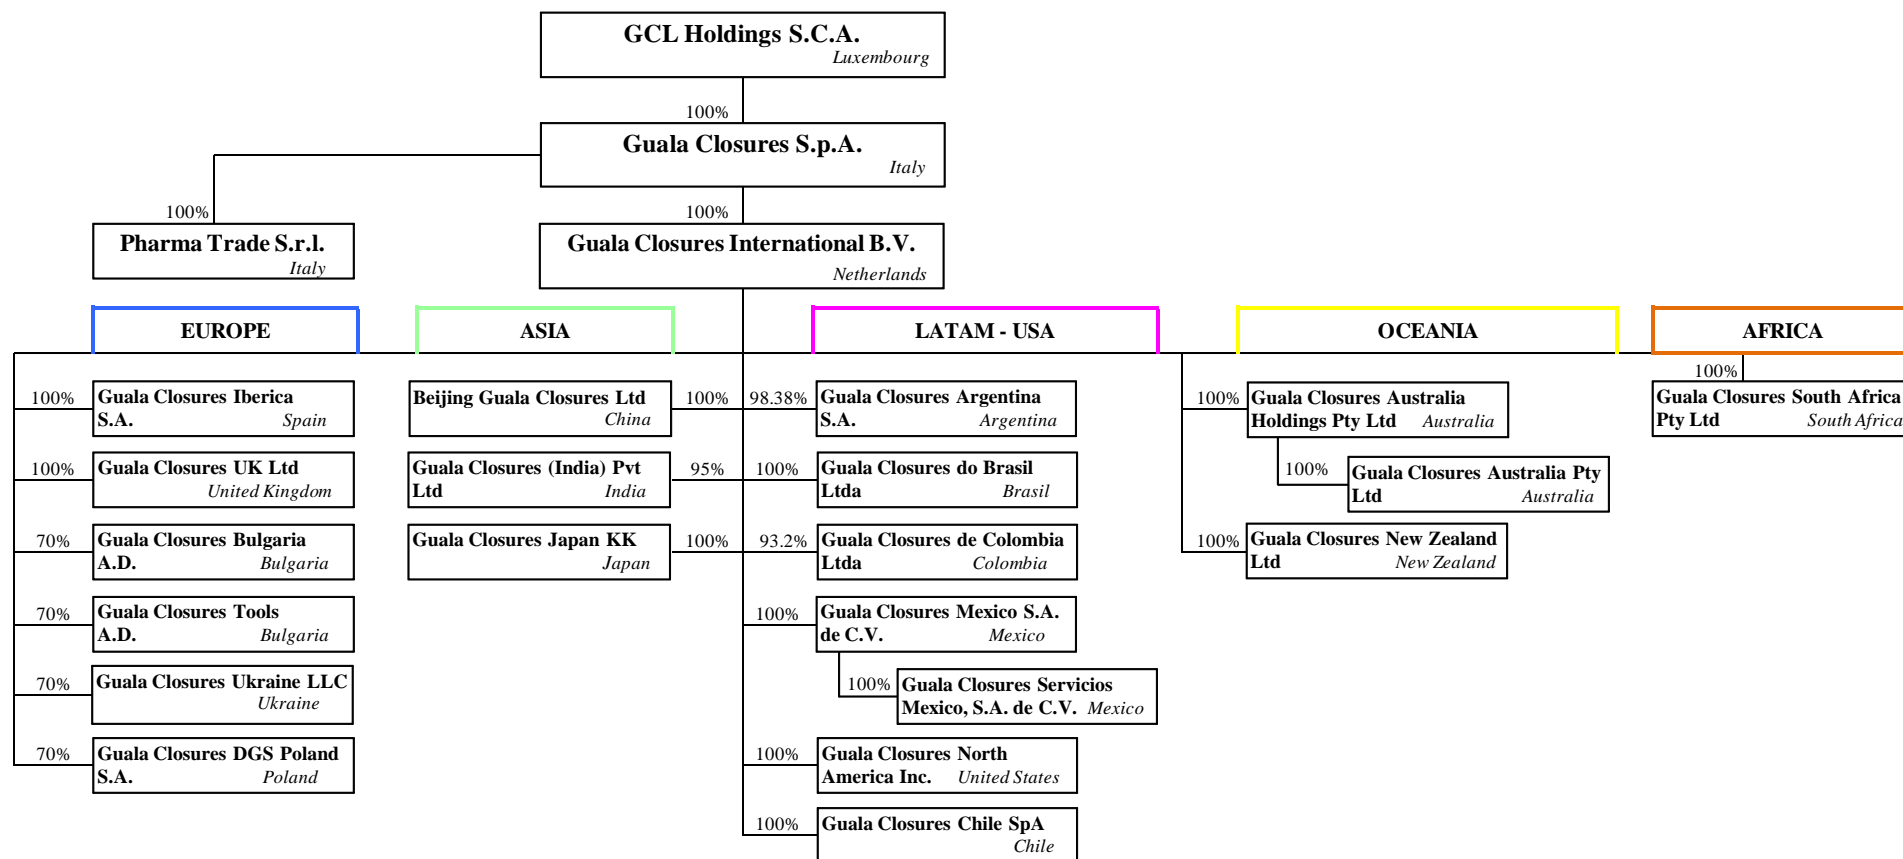 GCL Holdings S.C.A.
Luxembourg
100%
Guala Closures S.p.A.
Italy
100%
100%
Pharma Trade S.r.l.
Italy
Guala Closures International B.V.
Netherlands
EUROPE
ASIA
LATAM - USA
OCEANIA
AFRICA
100%
Guala Closures Iberica
S.A. Spain
100%
Guala Closures UK Ltd
United Kingdom
70%
Guala Closures Bulgaria
A.D. Bulgaria
70%
Guala Closures Tools
A.D. Bulgaria
70%
Guala Closures Ukraine LLC
Ukraine
70%
Guala Closures DGS Poland
S.A. Poland
Beijing Guala Closures Ltd
China
100%
Guala Closures (India) Pvt
Ltd India
95%
Guala Closures Japan KK
Japan
100%
98.38%
Guala Closures Argentina
S.A. Argentina
100%
Guala Closures do Brasil
Ltda Brasil
93.2%
Guala Closures de Colombia
Ltda Colombia
100%
Guala Closures Mexico S.A.
de C.V. Mexico
100%
Guala Closures Servicios
Mexico, S.A. de C.V. Mexico
100%
Guala Closures North
America Inc. United States
100%
Guala Closures Chile SpA
Chile
100%
Guala Closures Australia
Holdings Pty Ltd Australia
100%
Guala Closures Australia Pty
Ltd Australia
100%
Guala Closures New Zealand
Ltd New Zealand
100%
Guala Closures South Africa
Pty Ltd South Africa